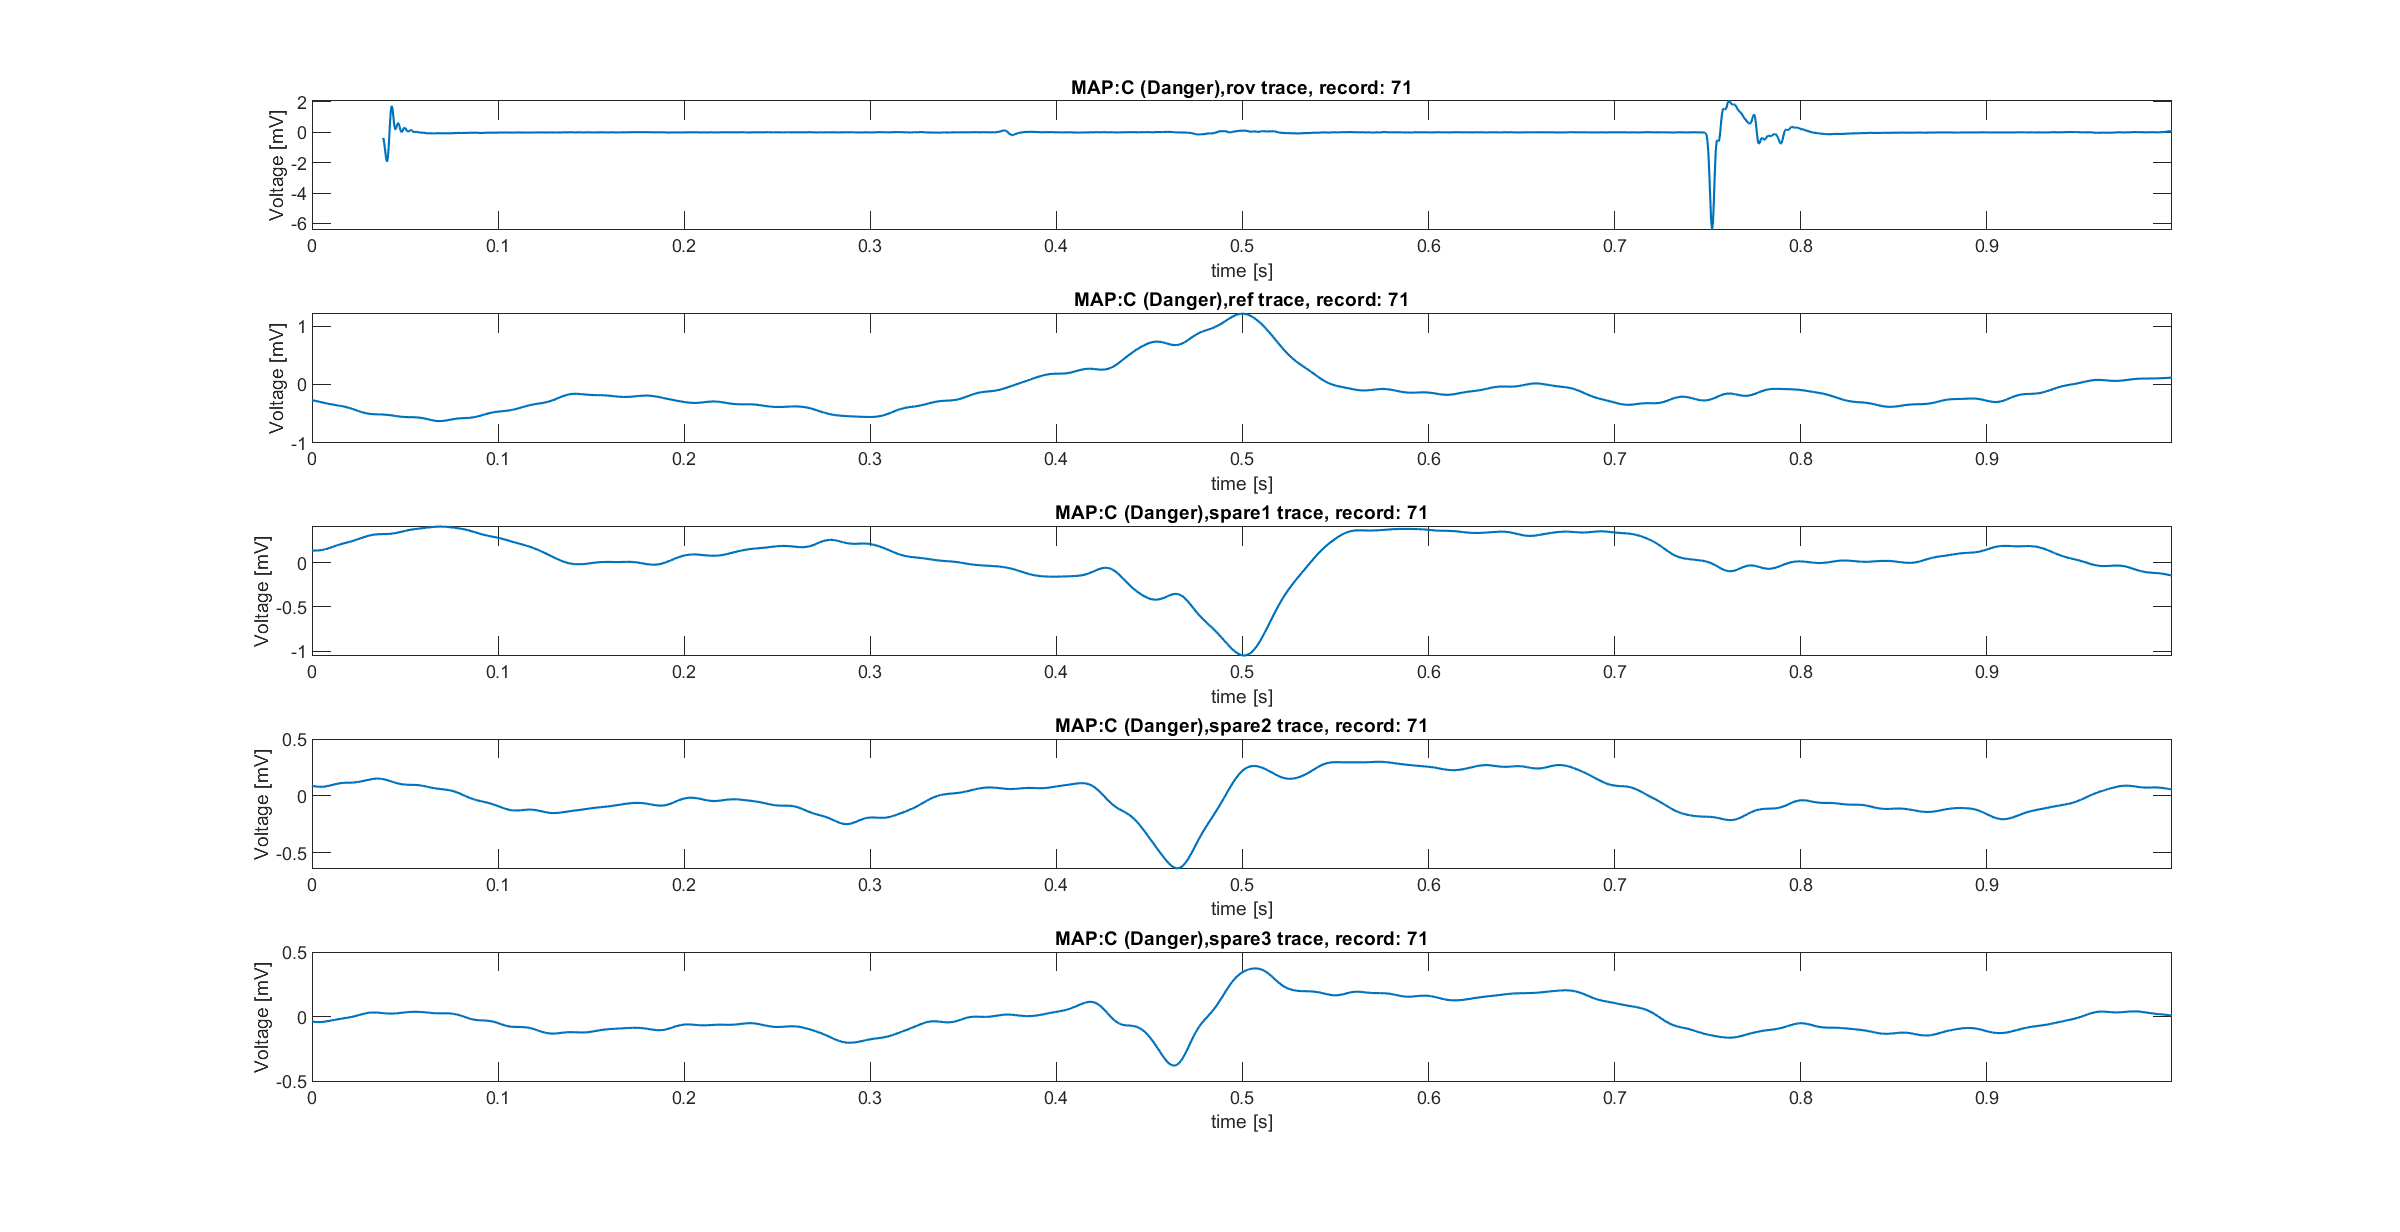 MAP:C (Danger),rov trace, record: 71
Voltage [mV]
2
0
-2
-4
-6
0 0.1 0.2 0.3 0.4 0.5 0.6 0.7 0.8 0.9
time [s]
MAP:C (Danger),ref trace, record: 71
Voltage [mV]
1
0
-1
0 0.1 0.2 0.3 0.4 0.5 0.6 0.7 0.8 0.9
time [s]
MAP:C (Danger),spare1 trace, record: 71
Voltage [mV]
0
-0.5
-1
0 0.1 0.2 0.3 0.4 0.5 0.6 0.7 0.8 0.9
time [s]
MAP:C (Danger),spare2 trace, record: 71
Voltage [mV]
0.5
0
-0.5
0 0.1 0.2 0.3 0.4 0.5 0.6 0.7 0.8 0.9
time [s]
MAP:C (Danger),spare3 trace, record: 71
Voltage [mV]
0.5
0
-0.5
0 0.1 0.2 0.3 0.4 0.5 0.6 0.7 0.8 0.9
time [s]